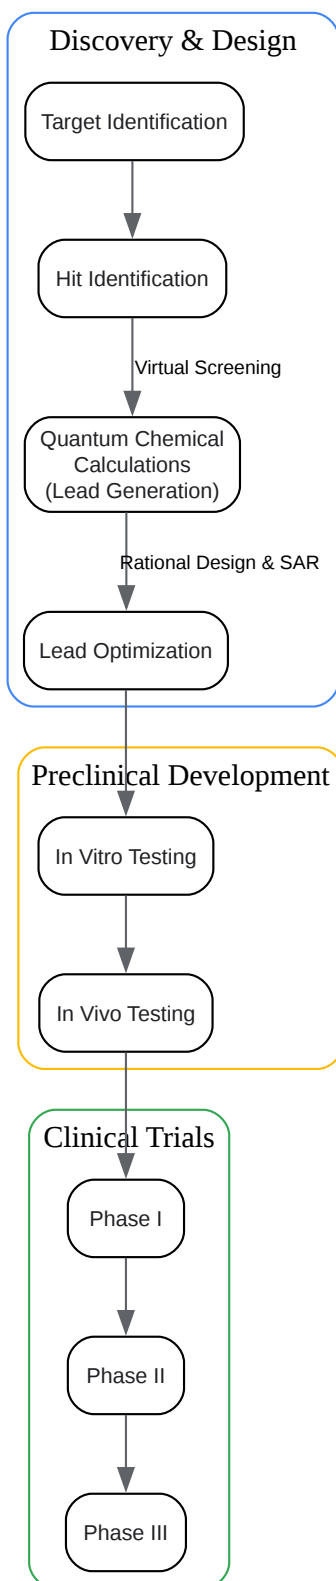 Discovery & Design
Target Identification
Hit Identification
Virtual Screening
Quantum Chemical
Calculations
(Lead Generation)
Rational Design & SAR
Lead Optimization
Preclinical Development
In Vitro Testing
In Vivo Testing
Clinical Trials
Phase I
Phase II
Phase III